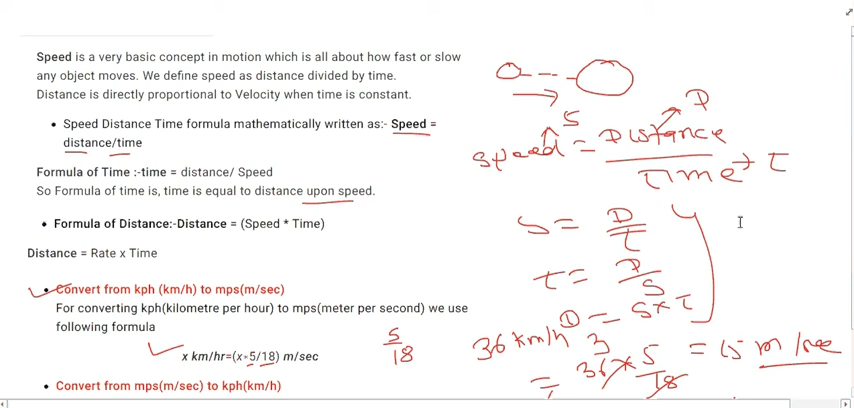 Speed is a very basic concept in motion which is all about how fast or slow
any object moves. We define speed as distance divided by time.
Distance is directly proportional to Velocity when time is constant.
• Speed Distance Time formula mathematically written as:- Speed =
distance/time
Formula of Time :-time = distance/ Speed
So Formula of time is, time is equal to distance upon speed.
• Formula of Distance:-Distance = (Speed * Time)
Distance = Rate x Time
• Convert from kph (km/h) to mps(m/sec)
For converting kph(kilometre per hour) to mps(meter per second) we use
following formula
x km/hr=(x*5/18) m/sec
• Convert from mps(m/sec) to kph(km/h)
5
18
D
S
Speed = Distance
Time → T
S = D
T
T = D
S
D = S × T
36 km/h
3
= 36 × 5 = 15 m/sec
18